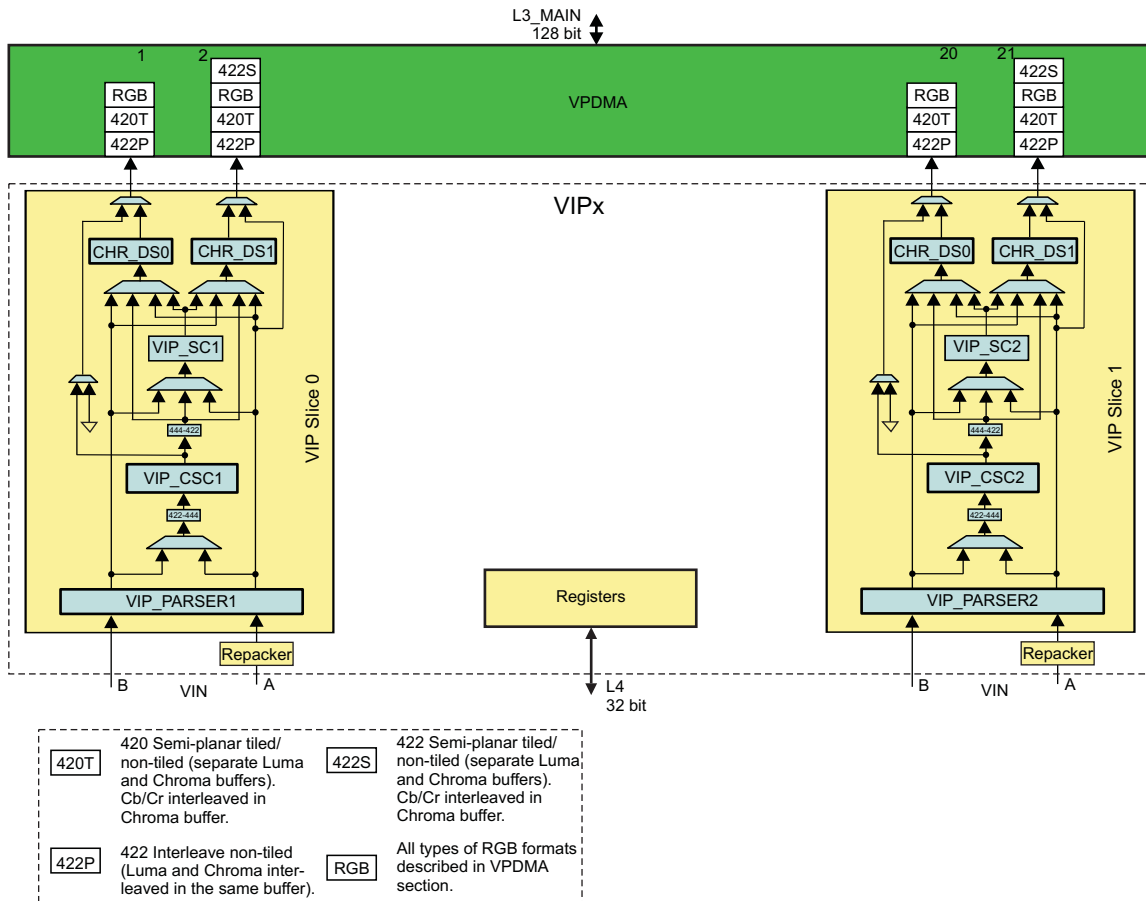 L3_MAIN
128 bit
1
2
20
21
422S
422S
RGB
RGB
RGB
RGB
VPDMA
420T
420T
420T
420T
422P
422P
422P
422P
VIPx
CHR_DS0
CHR_DS1
CHR_DS0
CHR_DS1
VIP_SC1
VIP_SC2
VIP Slice 0
VIP Slice 1
444-422
444-422
VIP_CSC1
VIP_CSC2
422-444
422-444
VIP_PARSER1
Registers
VIP_PARSER2
Repacker
Repacker
B
VIN
A
L4
32 bit
B
VIN
A
420T
420 Semi-planar tiled/
non-tiled (separate Luma
and Chroma buffers).
Cb/Cr interleaved in
Chroma buffer.
422S
422 Semi-planar tiled/
non-tiled (separate Luma
and Chroma buffers).
Cb/Cr interleaved in
Chroma buffer.
422P
422 Interleave non-tiled
(Luma and Chroma inter-
leaved in the same buffer).
RGB
All types of RGB formats
described in VPDMA
section.